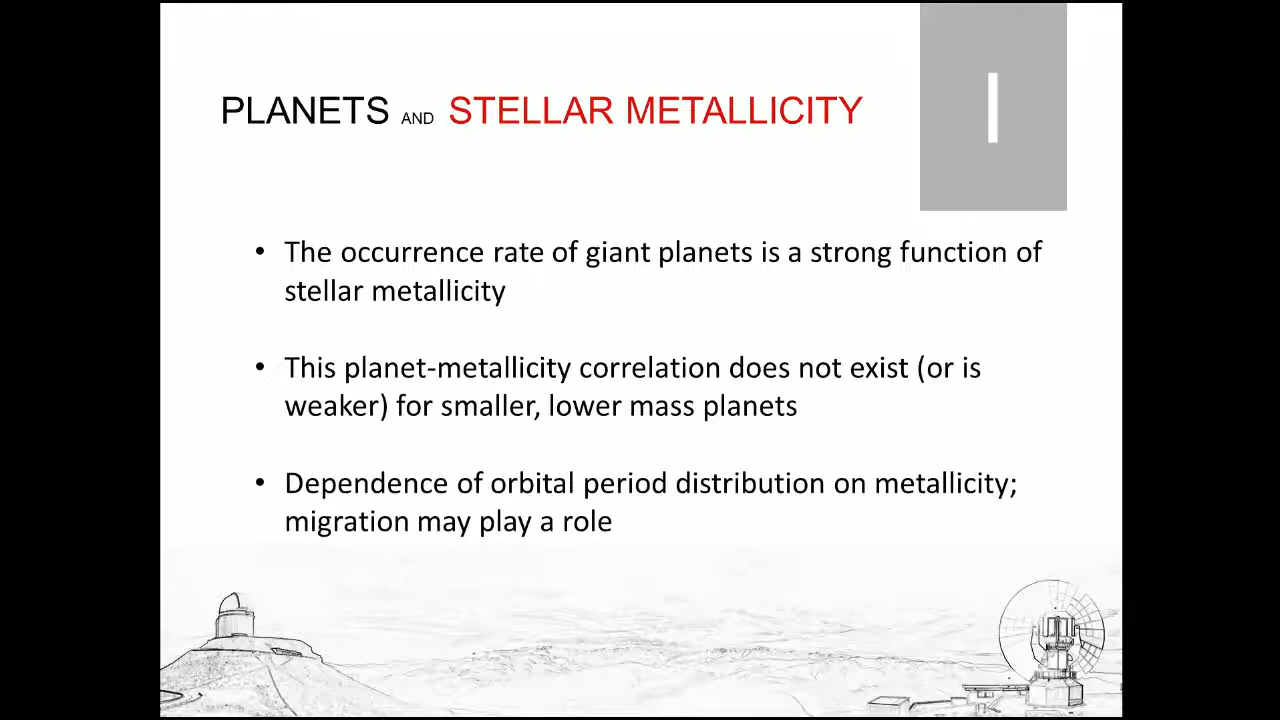 PLANETS AND STELLAR METALLICITY
I
• The occurrence rate of giant planets is a strong function of
stellar metallicity
• This planet-metallicity correlation does not exist (or is
weaker) for smaller, lower mass planets
• Dependence of orbital period distribution on metallicity;
migration may play a role